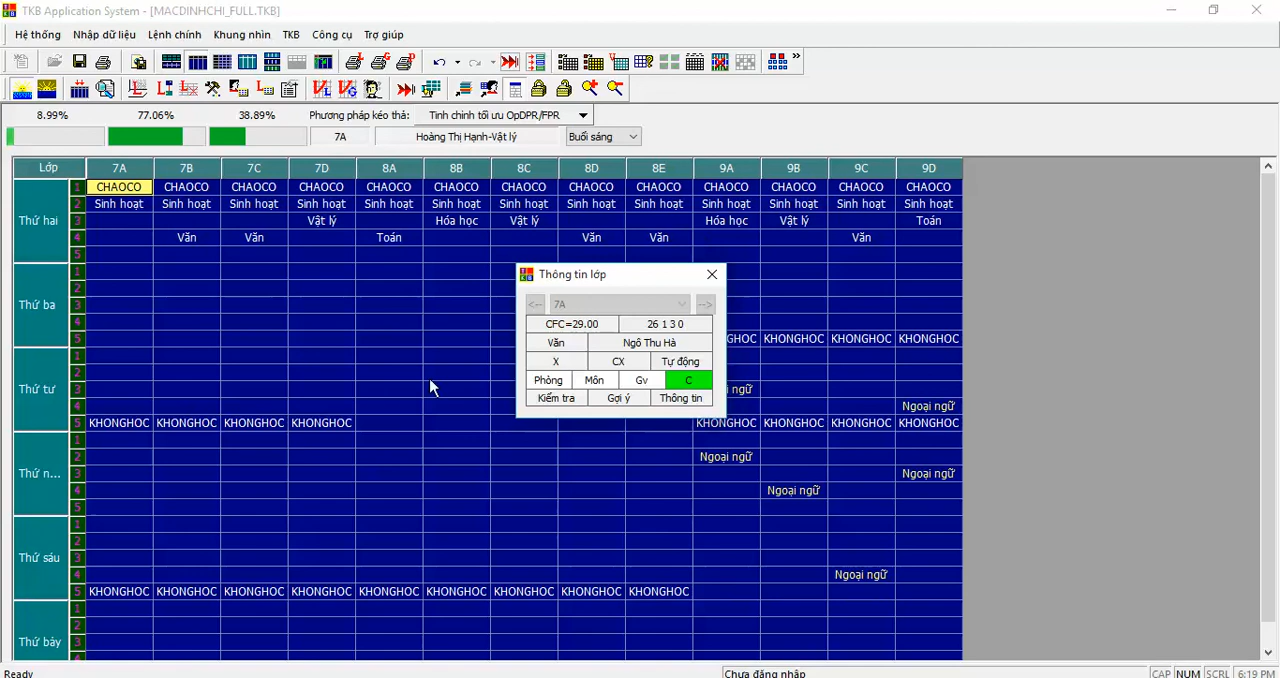 TKB Application System - [MACDINHCHI_FULL.TKB]
Hệ thống Nhập dữ liệu Lệnh chính Khung nhìn TKB Công cụ Trợ giúp
8.99% 77.06% 38.89% Phương pháp kéo thả: Tinh chỉnh tối ưu OpDPR/FPR
7A Hoàng Thị Hạnh-Vật lý Buổi sáng
Lớp 7A 7B 7C 7D 8A 8B 8C 8D 8E 9A 9B 9C 9D
Thứ hai
1 CHAOCO CHAOCO CHAOCO CHAOCO CHAOCO CHAOCO CHAOCO CHAOCO CHAOCO CHAOCO CHAOCO CHAOCO CHAOCO
2 Sinh hoạt Sinh hoạt Sinh hoạt Sinh hoạt Sinh hoạt Sinh hoạt Sinh hoạt Sinh hoạt Sinh hoạt Sinh hoạt Sinh hoạt Sinh hoạt Sinh hoạt
3 Vật lý Hóa học Vật lý Hóa học Vật lý Toán
4 Văn Văn Toán Văn Văn Văn
5
Thứ ba
1
2
3
4
5 KHONGHOC KHONGHOC KHONGHOC
Thứ tư
1
2
3
4 Ngoại ngữ
5 KHONGHOC KHONGHOC KHONGHOC KHONGHOC KHONGHOC KHONGHOC KHONGHOC KHONGHOC
Thứ n...
1
2 Ngoại ngữ
3 Ngoại ngữ
4 Ngoại ngữ
5
Thứ sáu
1
2
3
4 Ngoại ngữ
5 KHONGHOC KHONGHOC KHONGHOC KHONGHOC KHONGHOC KHONGHOC KHONGHOC KHONGHOC KHONGHOC
Thứ bảy
1
2
3
Thông tin lớp
<-- 7A -->
CFC=29.00 26 1 3 0
Văn Ngô Thu Hà
X CX Tự động
Phòng Môn Gv C
Kiểm tra Gợi ý Thông tin
Ready Chưa đăng nhập CAP NUM SCRL 6:19 PM